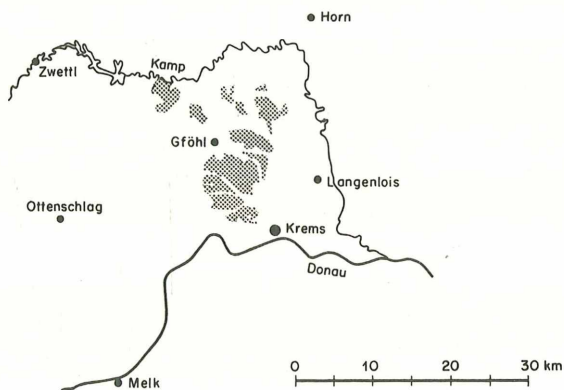 Horn
Zwettl
Kamp
Gföhl
Langenlois
Ottenschlag
Krems
Donau
Melk
0 10 20 30 km